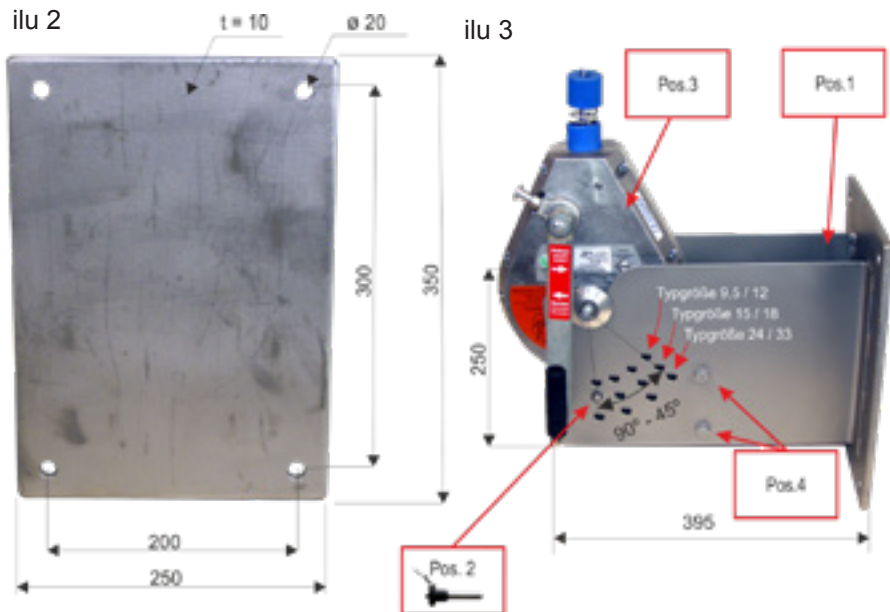 ilu 2
t = 10
ø 20
300
350
200
250
ilu 3
Pos.3
Pos.1
Typgröße 9,5 / 12
Typgröße 15 / 18
Typgröße 24 / 33
250
90° - 45°
Pos.4
395
Pos. 2